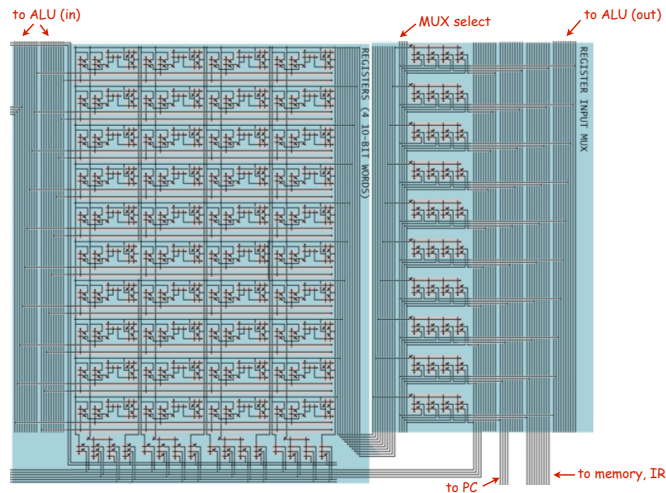 to ALU (in)
MUX select
to ALU (out)
REGISTERS (4 10-BIT WORDS)
REGISTER INPUT MUX
to PC
to memory, IR